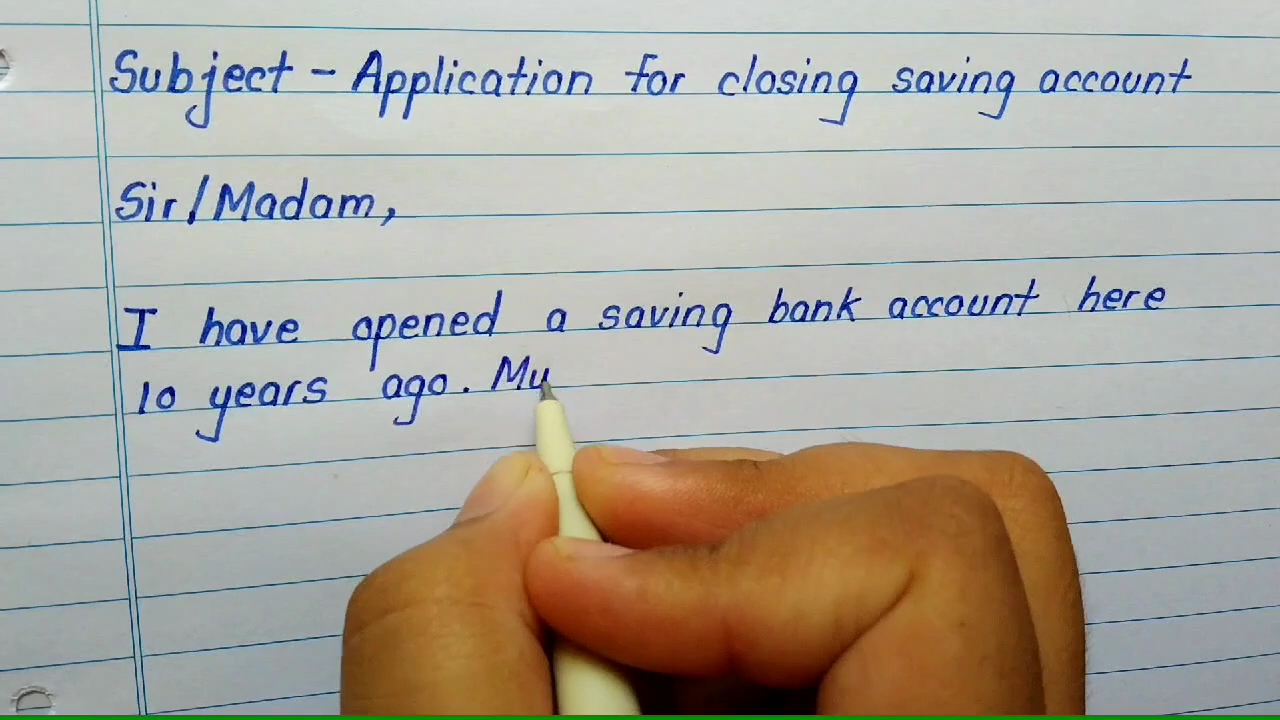 Subject - Application for closing saving account
Sir/Madam,
I have opened a saving bank account here
10 years ago. My